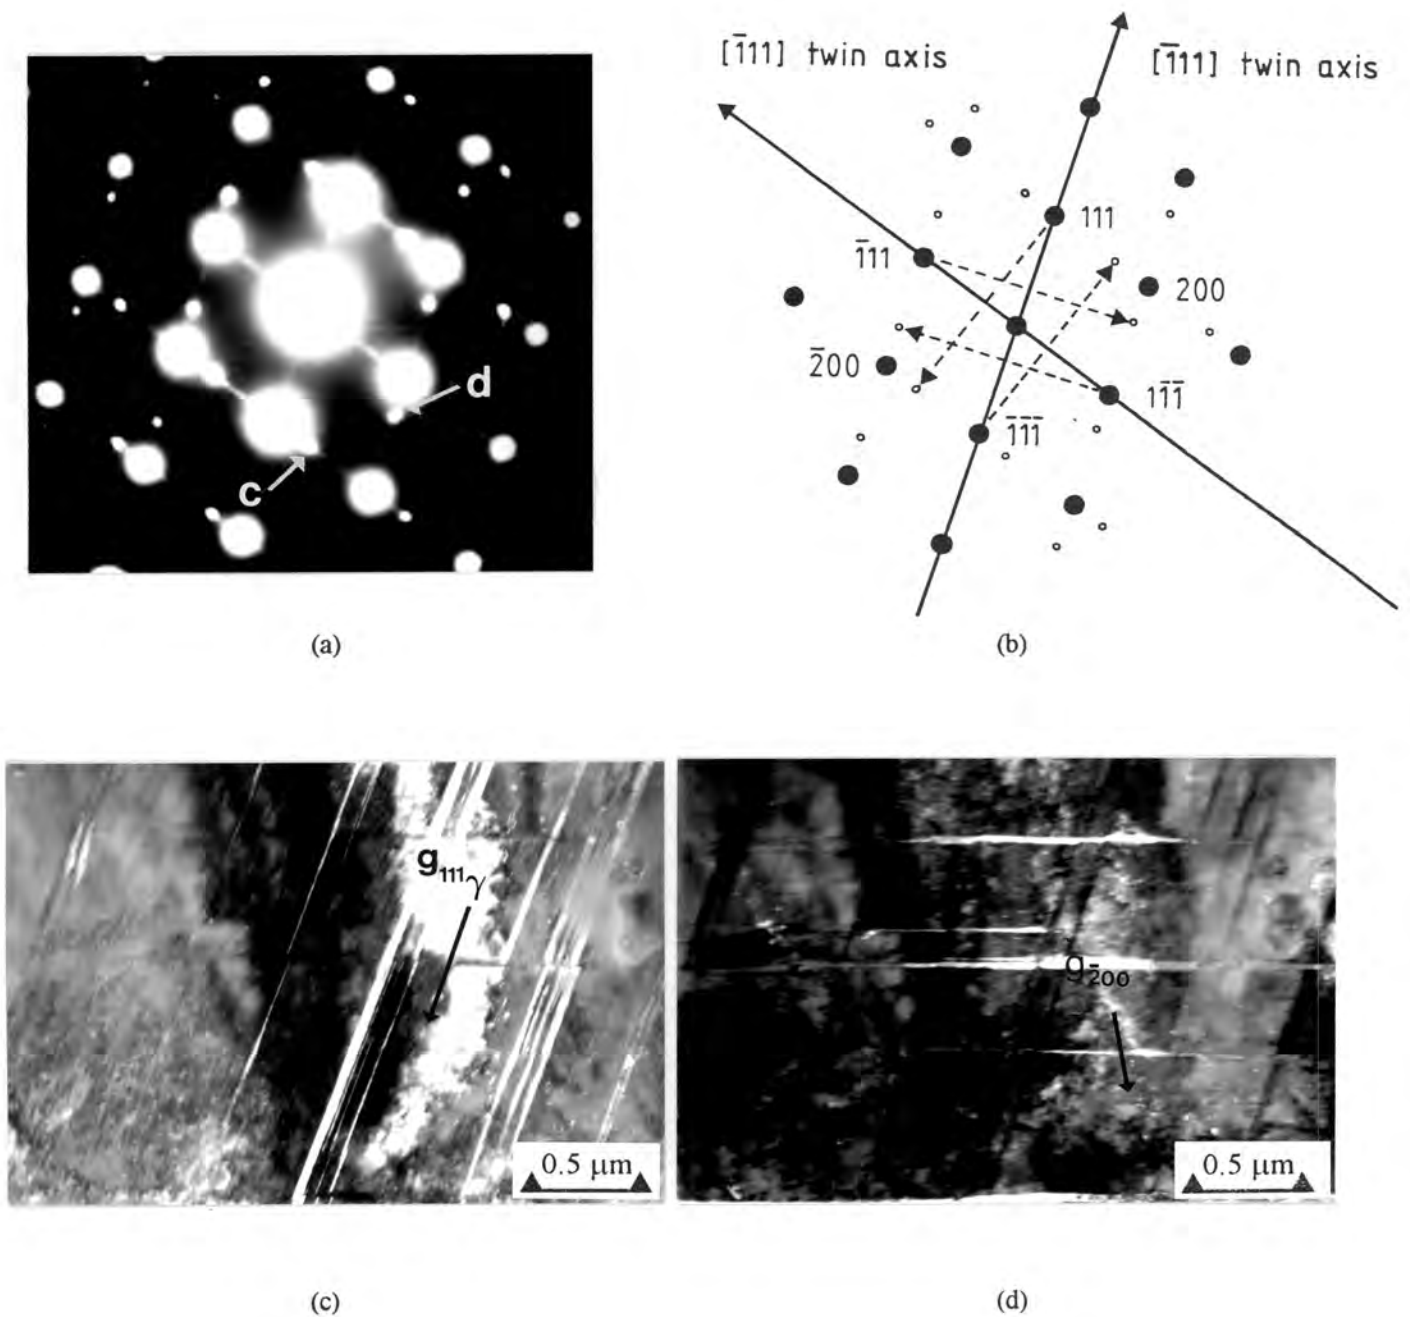 [1̄11] twin axis
[1̄11] twin axis
111
1̄11
200
2̄00
11̄1̄
1̄1̄1̄
d
c
(a)
(b)
g111γ
g2̄00
0.5 μm
0.5 μm
(c)
(d)